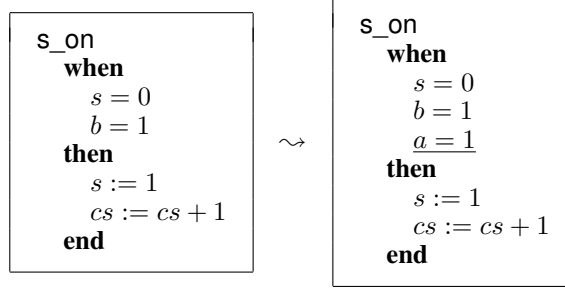 s_on
when
s = 0
b = 1
then
s := 1
cs := cs + 1
end
⤳
s_on
when
s = 0
b = 1
a = 1
then
s := 1
cs := cs + 1
end